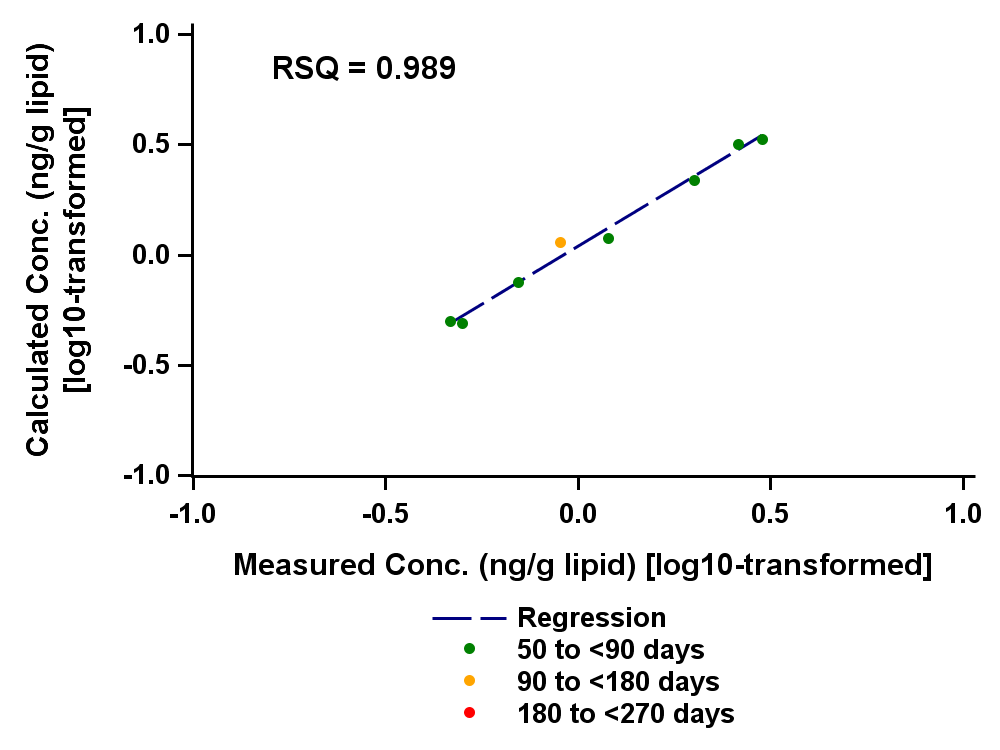 Calculated Conc. (ng/g lipid)
[log10-transformed]
1.0
0.5
0.0
-0.5
-1.0
RSQ = 0.989
-1.0
-0.5
0.0
0.5
1.0
Measured Conc. (ng/g lipid) [log10-transformed]
Regression
50 to <90 days
90 to <180 days
180 to <270 days